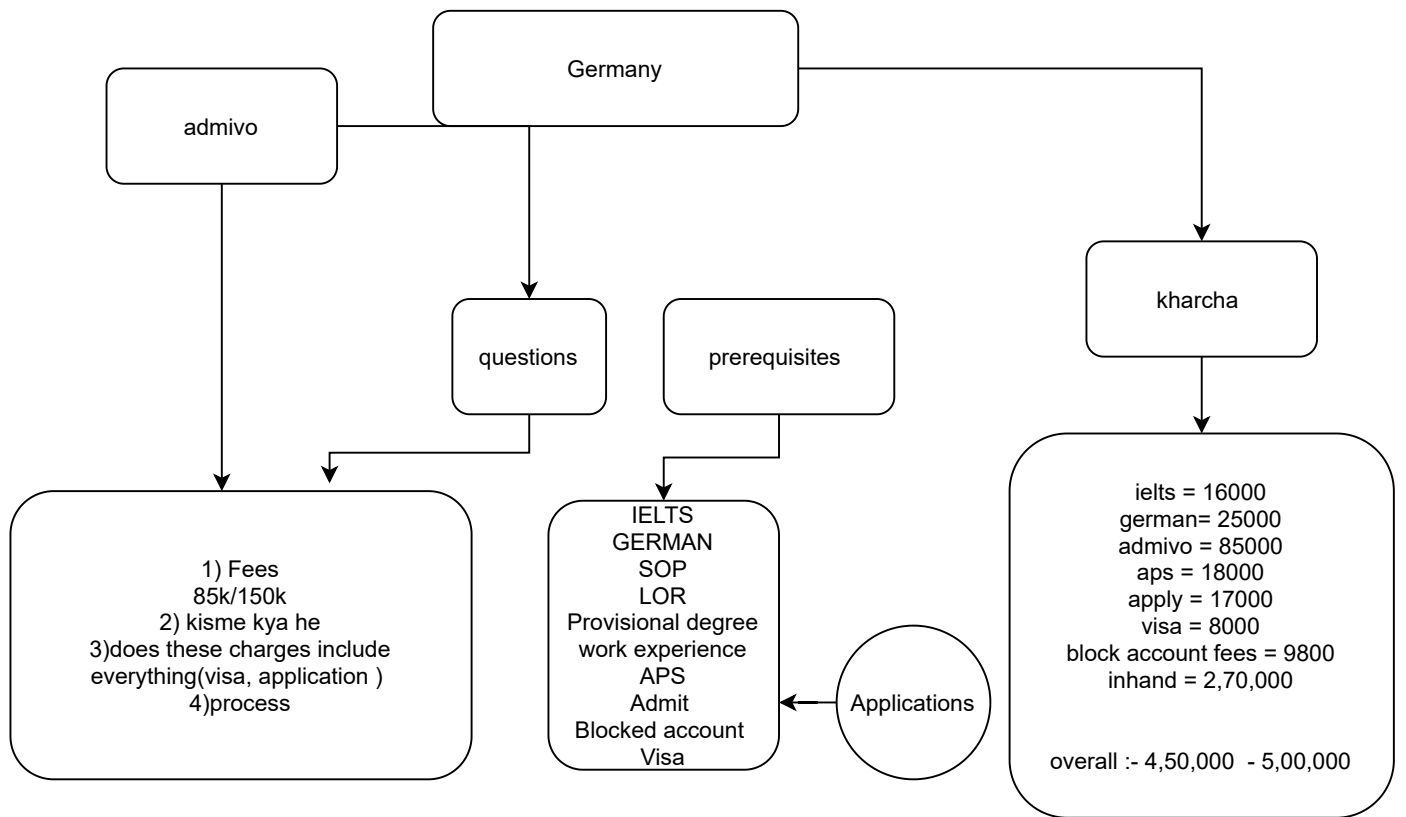 Germany
admivo
kharcha
questions
prerequisites
1) Fees
85k/150k
2) kisme kya he
3)does these charges include
everything(visa, application )
4)process
IELTS
GERMAN
SOP
LOR
Provisional degree
work experience
APS
Admit
Blocked account
Visa
Applications
ielts = 16000
german= 25000
admivo = 85000
aps = 18000
apply = 17000
visa = 8000
block account fees = 9800
inhand = 2,70,000
overall :- 4,50,000  - 5,00,000